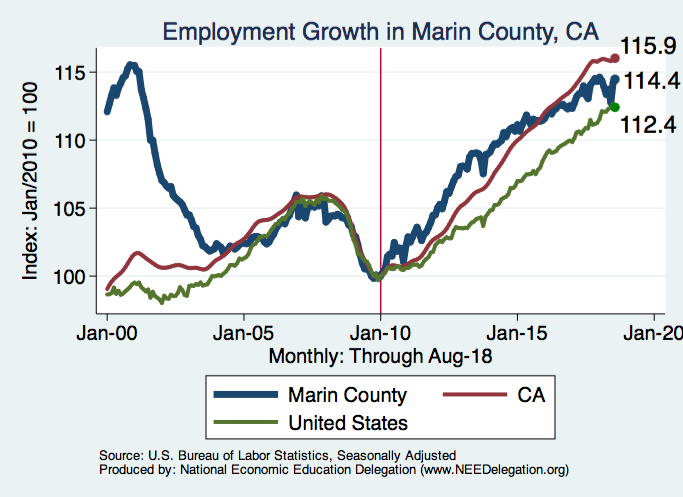 Employment Growth in Marin County, CA
115.9
114.4
112.4
Index: Jan/2010 = 100
115
110
105
100
Jan-00 Jan-05 Jan-10 Jan-15 Jan-20
Monthly: Through Aug-18
Marin County CA
United States
Source: U.S. Bureau of Labor Statistics, Seasonally Adjusted
Produced by: National Economic Education Delegation (www.NEEDelegation.org)